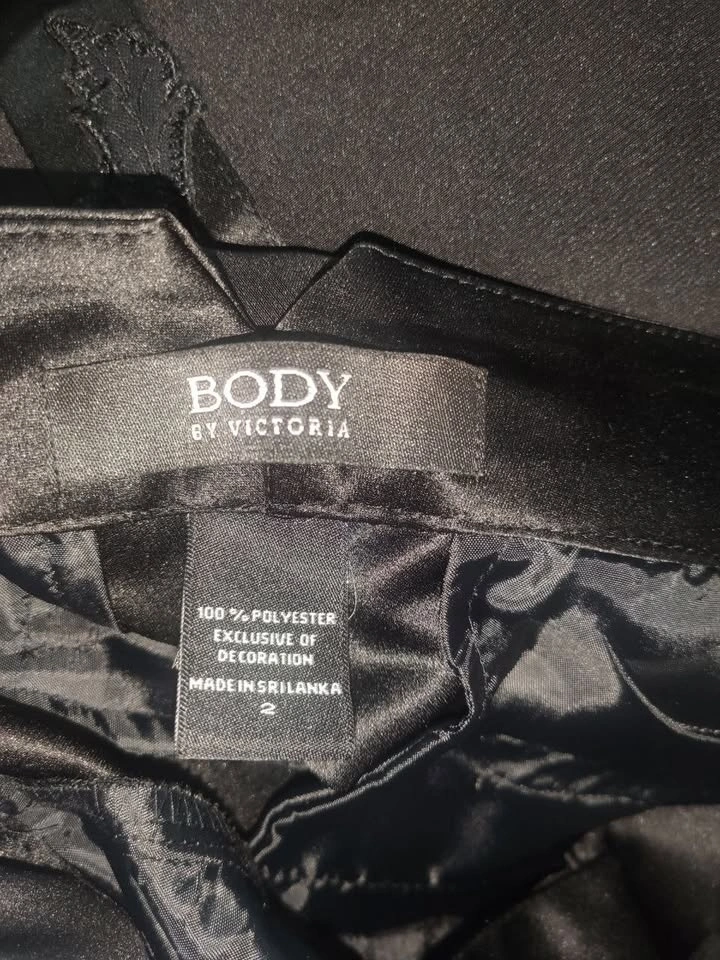 BODY
BY VICTORIA
100 % POLYESTER
EXCLUSIVE OF
DECORATION
MADE IN SRI LANKA
2